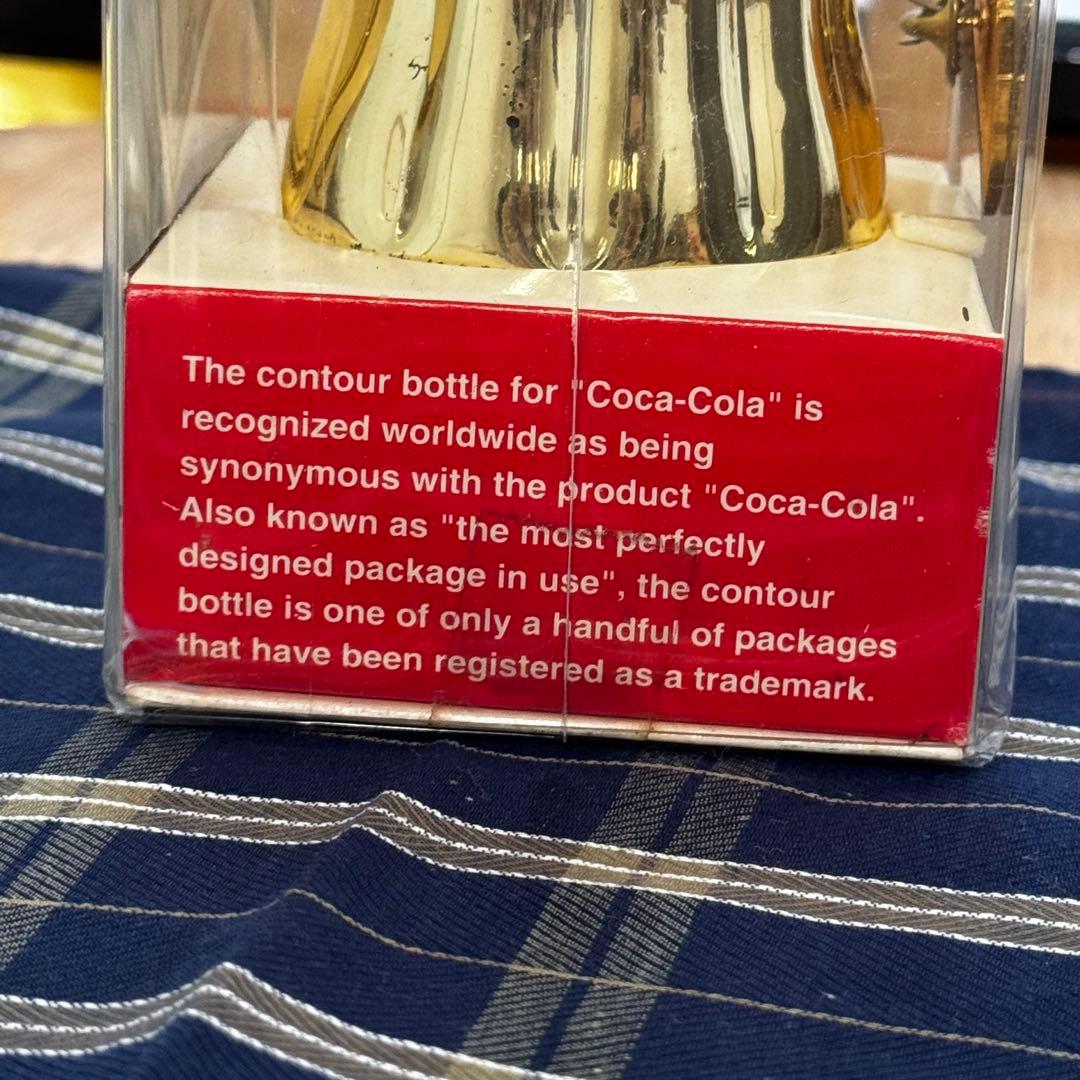 The contour bottle for "Coca-Cola" is
recognized worldwide as being
synonymous with the product "Coca-Cola".
Also known as "the most perfectly
designed package in use", the contour
bottle is one of only a handful of packages
that have been registered as a trademark.